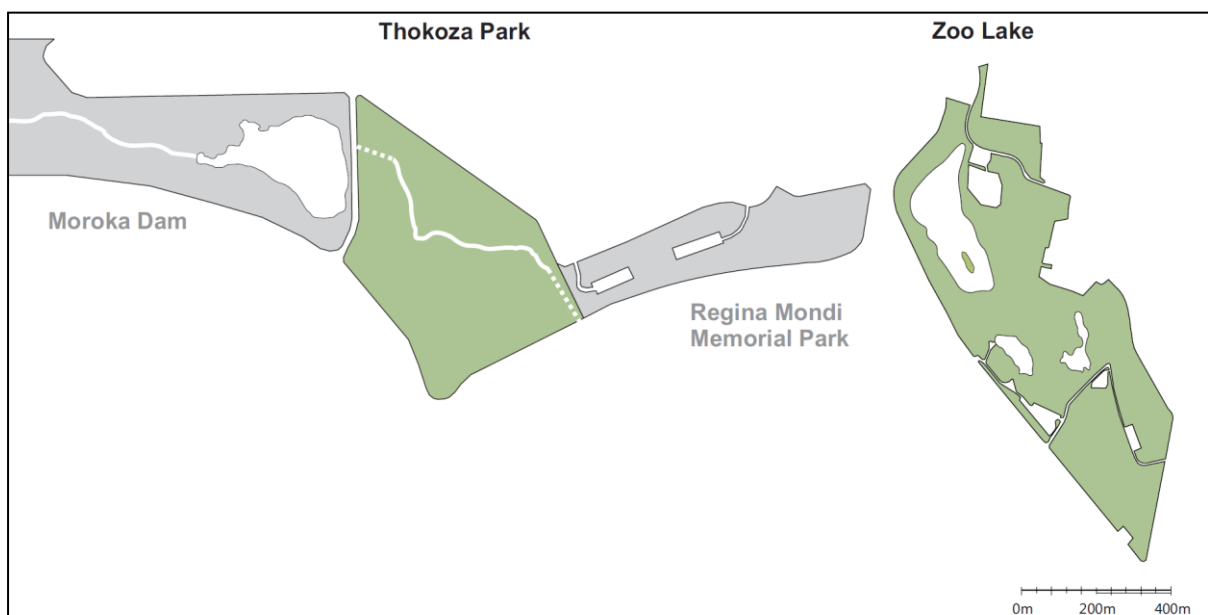 Thokoza Park
Zoo Lake
Moroka Dam
Regina Mondi
Memorial Park
0m 200m 400m